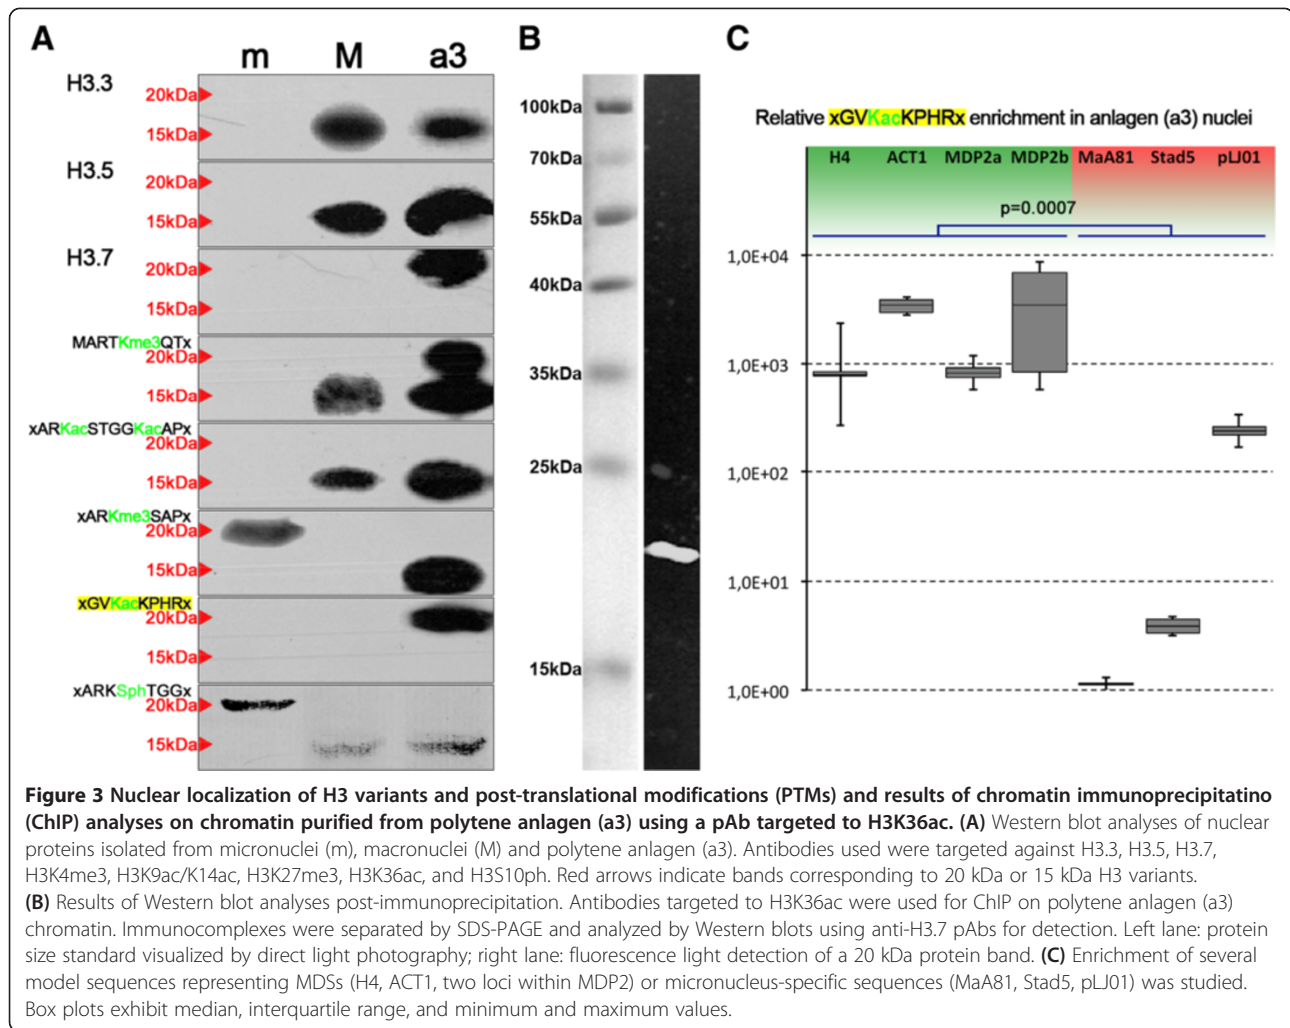 A
m M a3
H3.3
20kDa
15kDa
H3.5
20kDa
15kDa
H3.7
20kDa
15kDa
MARTKme3QTx
20kDa
15kDa
xARKacSTGGKacAPx
20kDa
15kDa
xARKme3SAPx
20kDa
15kDa
xGVKacKPHRx
20kDa
15kDa
xARKSphTGGx
20kDa
15kDa
B
100kDa
70kDa
55kDa
40kDa
35kDa
25kDa
15kDa
C
Relative xGVKacKPHRx enrichment in anlagen (a3) nuclei
H4 ACT1 MDP2a MDP2b MaA81 Stad5 pLJ01
p=0.0007
1,0E+04
1,0E+03
1,0E+02
1,0E+01
1,0E+00
Figure 3 Nuclear localization of H3 variants and post-translational modifications (PTMs) and results of chromatin immunoprecipitatino
(ChIP) analyses on chromatin purified from polytene anlagen (a3) using a pAb targeted to H3K36ac. (A) Western blot analyses of nuclear
proteins isolated from micronuclei (m), macronuclei (M) and polytene anlagen (a3). Antibodies used were targeted against H3.3, H3.5, H3.7,
H3K4me3, H3K9ac/K14ac, H3K27me3, H3K36ac, and H3S10ph. Red arrows indicate bands corresponding to 20 kDa or 15 kDa H3 variants.
(B) Results of Western blot analyses post-immunoprecipitation. Antibodies targeted to H3K36ac were used for ChIP on polytene anlagen (a3)
chromatin. Immunocomplexes were separated by SDS-PAGE and analyzed by Western blots using anti-H3.7 pAbs for detection. Left lane: protein
size standard visualized by direct light photography; right lane: fluorescence light detection of a 20 kDa protein band. (C) Enrichment of several
model sequences representing MDSs (H4, ACT1, two loci within MDP2) or micronucleus-specific sequences (MaA81, Stad5, pLJ01) was studied.
Box plots exhibit median, interquartile range, and minimum and maximum values.